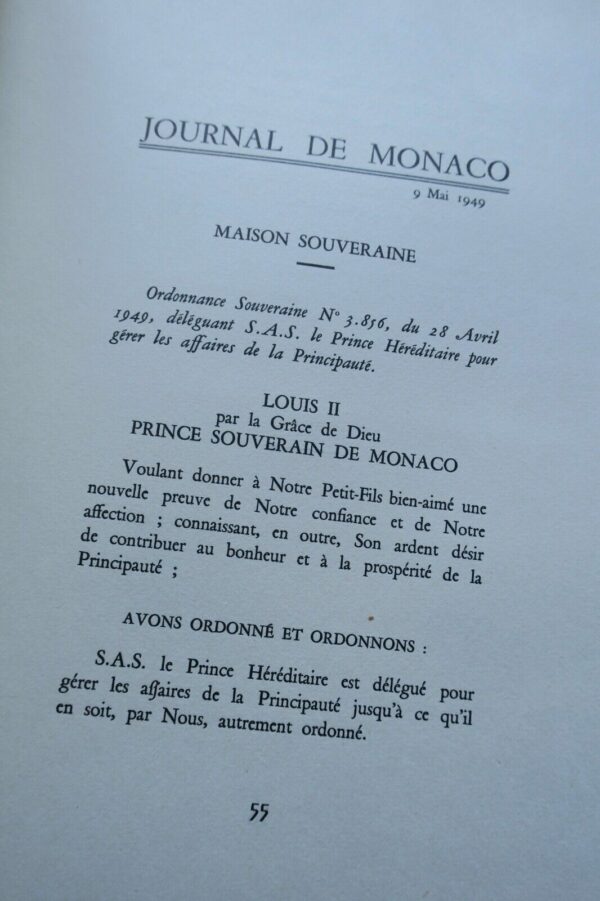 JOURNAL DE MONACO
9 Mai 1949
MAISON SOUVERAINE
Ordonnance Souveraine N° 3.856, du 28 Avril
1949, déléguant S.A.S. le Prince Héréditaire pour
gérer les affaires de la Principauté.
LOUIS II
par la Grâce de Dieu
PRINCE SOUVERAIN DE MONACO
Voulant donner à Notre Petit-Fils bien-aimé une
nouvelle preuve de Notre confiance et de Notre
affection ; connaissant, en outre, Son ardent désir
de contribuer au bonheur et à la prospérité de la
Principauté ;
AVONS ORDONNÉ ET ORDONNONS :
S.A.S. le Prince Héréditaire est délégué pour
gérer les affaires de la Principauté jusqu'à ce qu'il
en soit, par Nous, autrement ordonné.
55